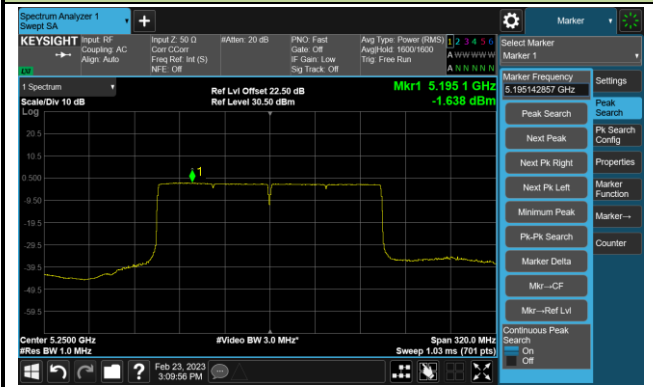 Spectrum Analyzer 1
Swept SA
Marker
KEYSIGHT
Input: RF
Coupling: AC
Align: Auto
Input Z: 50 Ω
Corr CCorr
Freq Ref: Int (S)
NFE: Off
#Atten: 20 dB
PNO: Fast
Gate: Off
IF Gain: Low
Sig Track: Off
Avg Type: Power (RMS)
Avg|Hold: 1600/1600
Trig: Free Run
1 2 3 4 5 6
A W W W W W
A N N N N N
Select Marker
Marker 1
1 Spectrum
Scale/Div 10 dB
Log
Ref Lvl Offset 22.50 dB
Ref Level 30.50 dBm
Mkr1 5.195 1 GHz
-1.638 dBm
20.5
10.5
0.500
-9.50
-19.5
-29.5
-39.5
-49.5
-59.5
1
Center 5.2500 GHz
#Res BW 1.0 MHz
#Video BW 3.0 MHz*
Span 320.0 MHz
Sweep 1.03 ms (701 pts)
Marker Frequency
5.195142857 GHz
Peak Search
Next Peak
Next Pk Right
Next Pk Left
Minimum Peak
Pk-Pk Search
Marker Delta
Mkr→CF
Mkr→Ref Lvl
Continuous Peak
Search
On
Off
Settings
Peak
Search
Pk Search
Config
Properties
Marker
Function
Marker→
Counter
Feb 23, 2023
3:09:56 PM